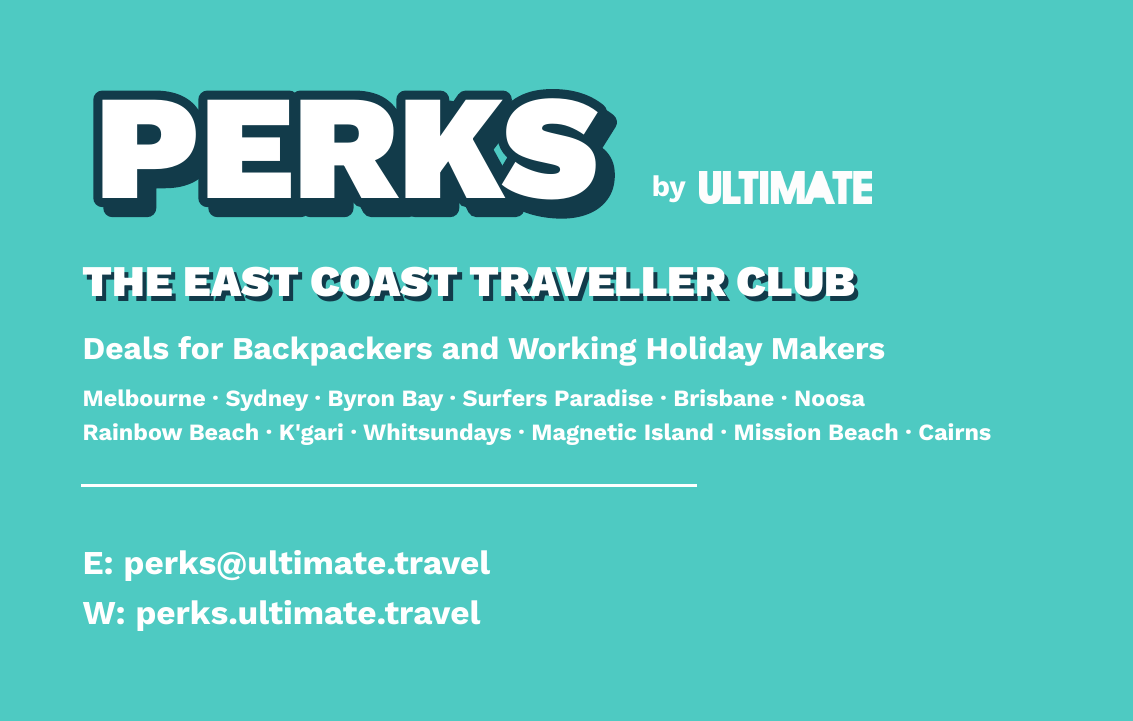 PERKS by ULTIMATE
THE EAST COAST TRAVELLER CLUB
Deals for Backpackers and Working Holiday Makers
Melbourne · Sydney · Byron Bay · Surfers Paradise · Brisbane · Noosa
Rainbow Beach · K'gari · Whitsundays · Magnetic Island · Mission Beach · Cairns
E: perks@ultimate.travel
W: perks.ultimate.travel